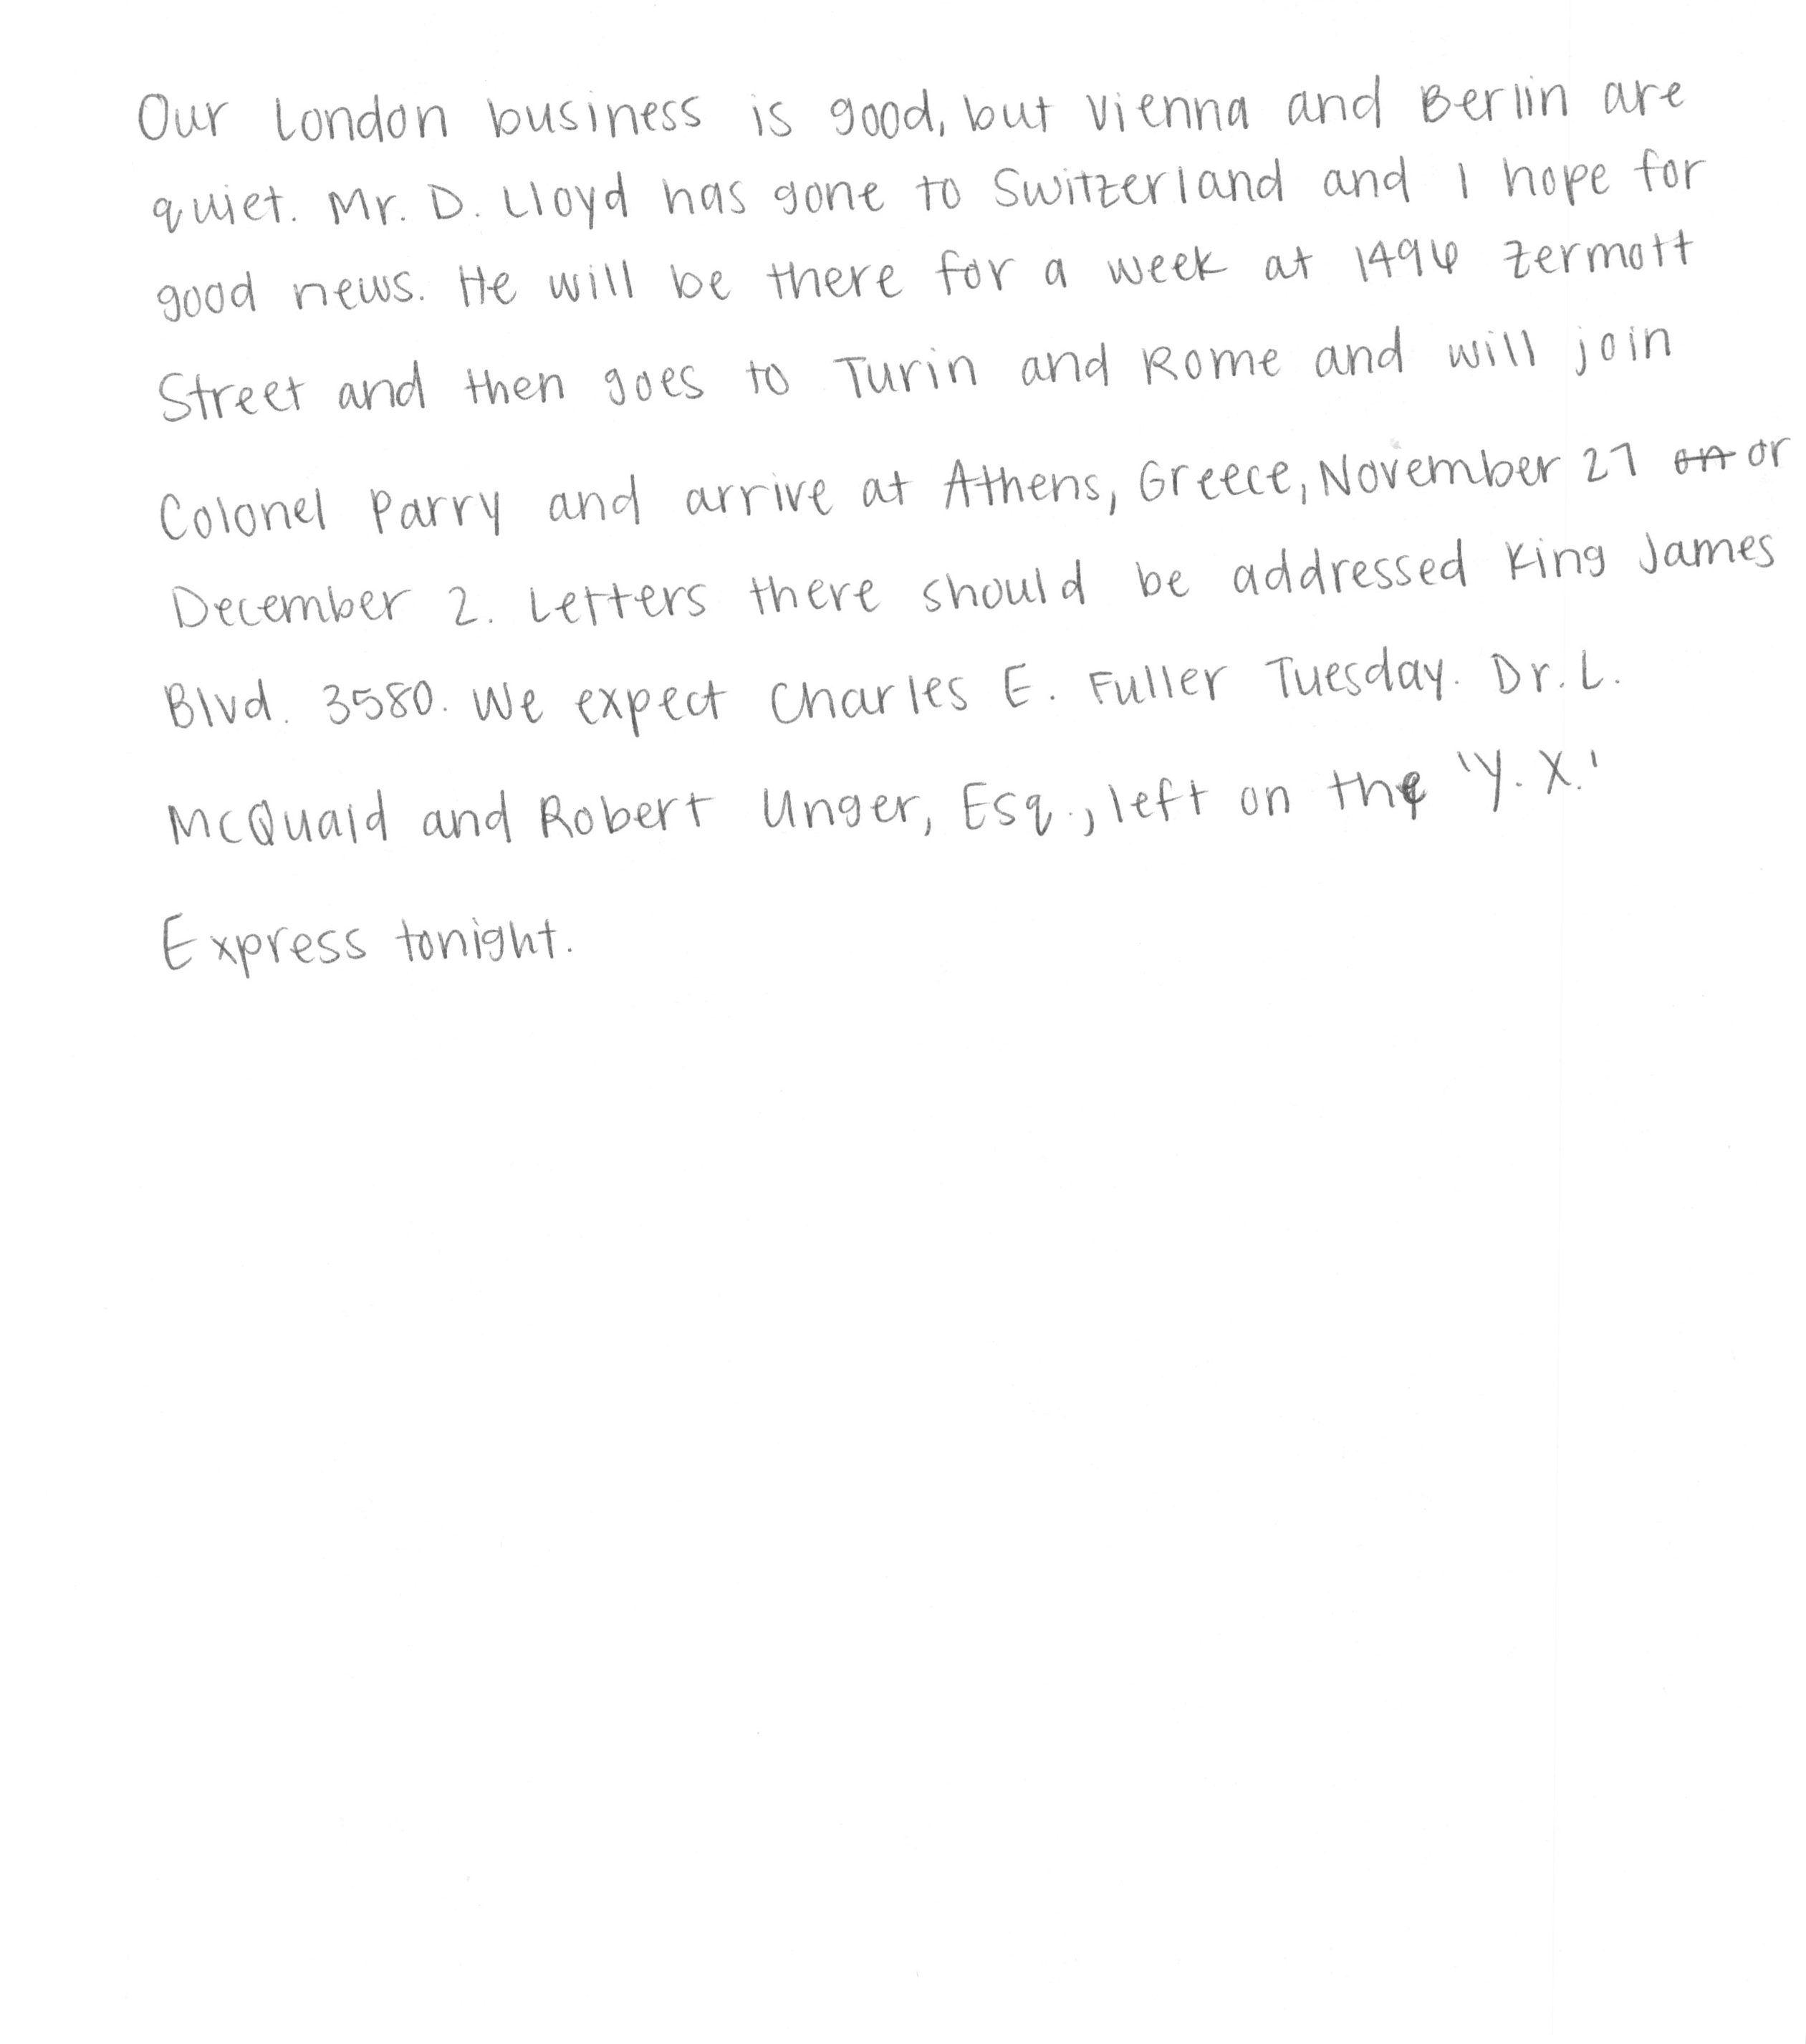 Our London business is good, but Vienna and Berlin are
quiet. Mr. D. Lloyd has gone to Switzerland and I hope for
good news. He will be there for a week at 1496 Zermott
Street and then goes to Turin and Rome and will join
Colonel Parry and arrive at Athens, Greece, November 27 on or
December 2. Letters there should be addressed King James
Blvd. 3580. We expect Charles E. Fuller Tuesday. Dr. L.
McQuaid and Robert Unger, Esq., left on the 'Y.X.'
Express tonight.